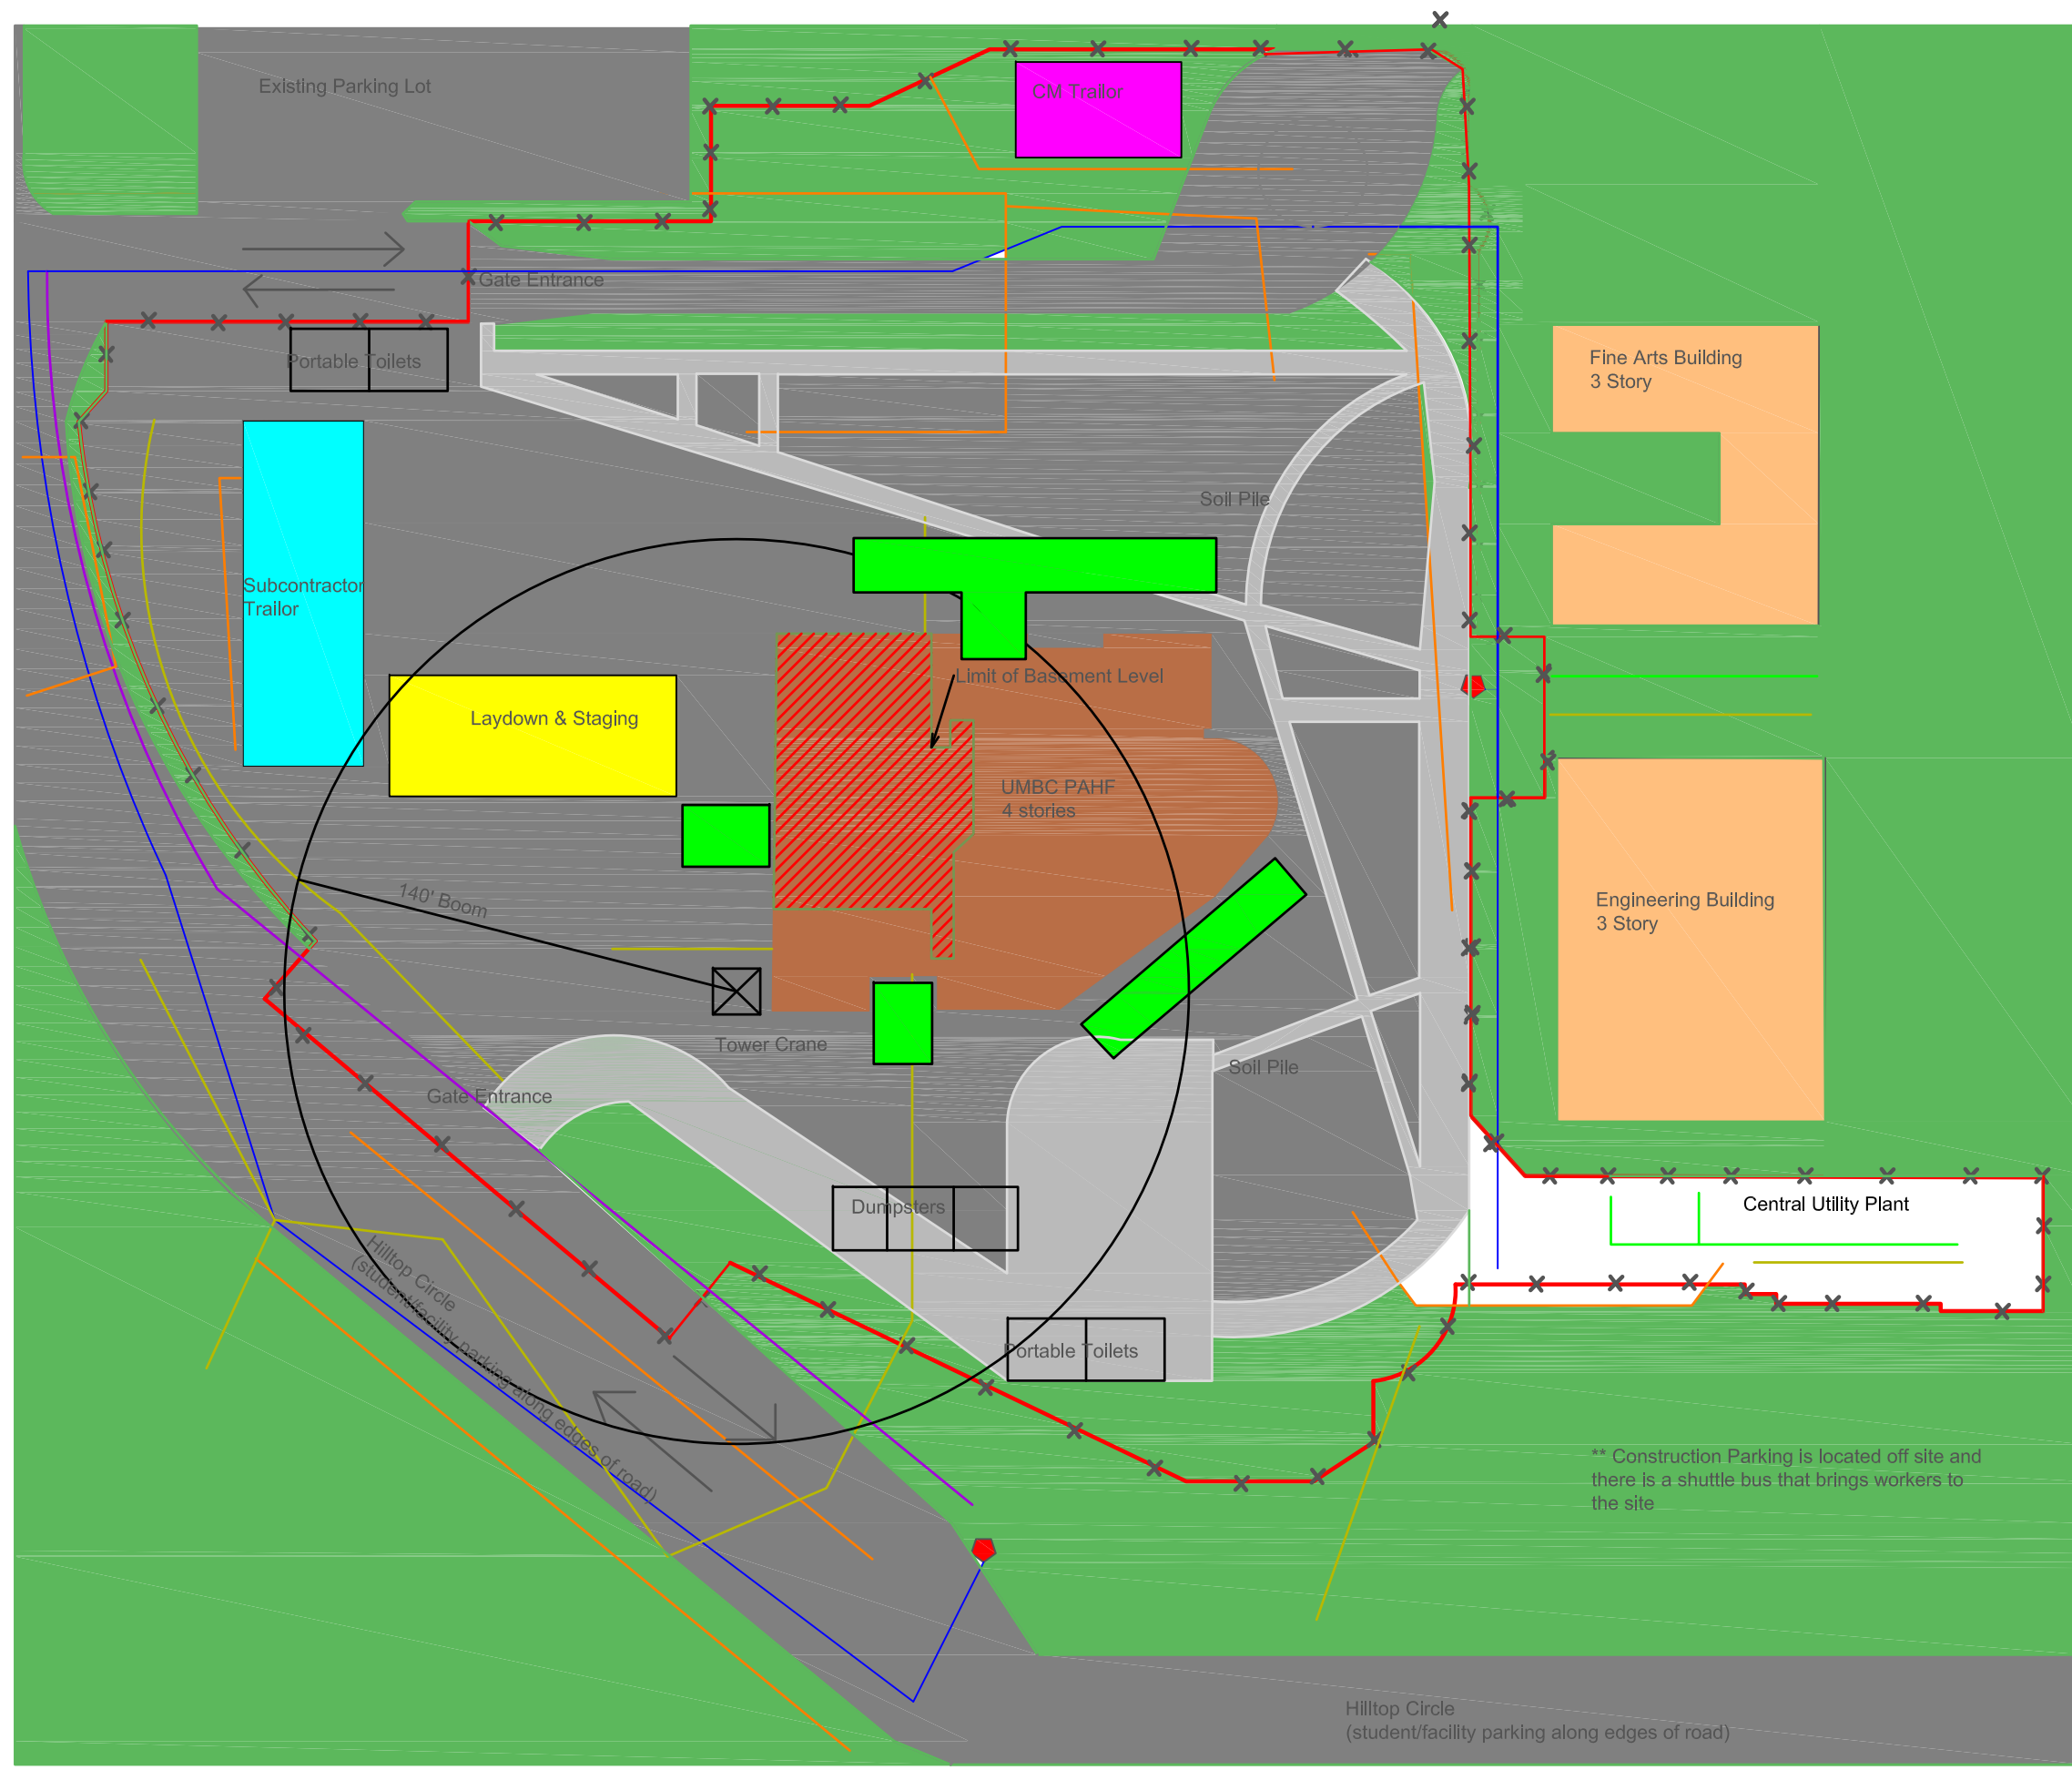 Existing Parking Lot
CM Trailor
Gate Entrance
Portable Toilets
Fine Arts Building
3 Story
Soil Pile
Subcontractor
Trailor
Limit of Basement Level
Laydown & Staging
UMBC PAHF
4 stories
140' Boom
Engineering Building
3 Story
Tower Crane
Soil Pile
Gate Entrance
Dumpsters
Central Utility Plant
Hilltop Circle
(student/facility parking along edges of road)
Portable Toilets
** Construction Parking is located off site and
there is a shuttle bus that brings workers to
the site
Hilltop Circle
(student/facility parking along edges of road)